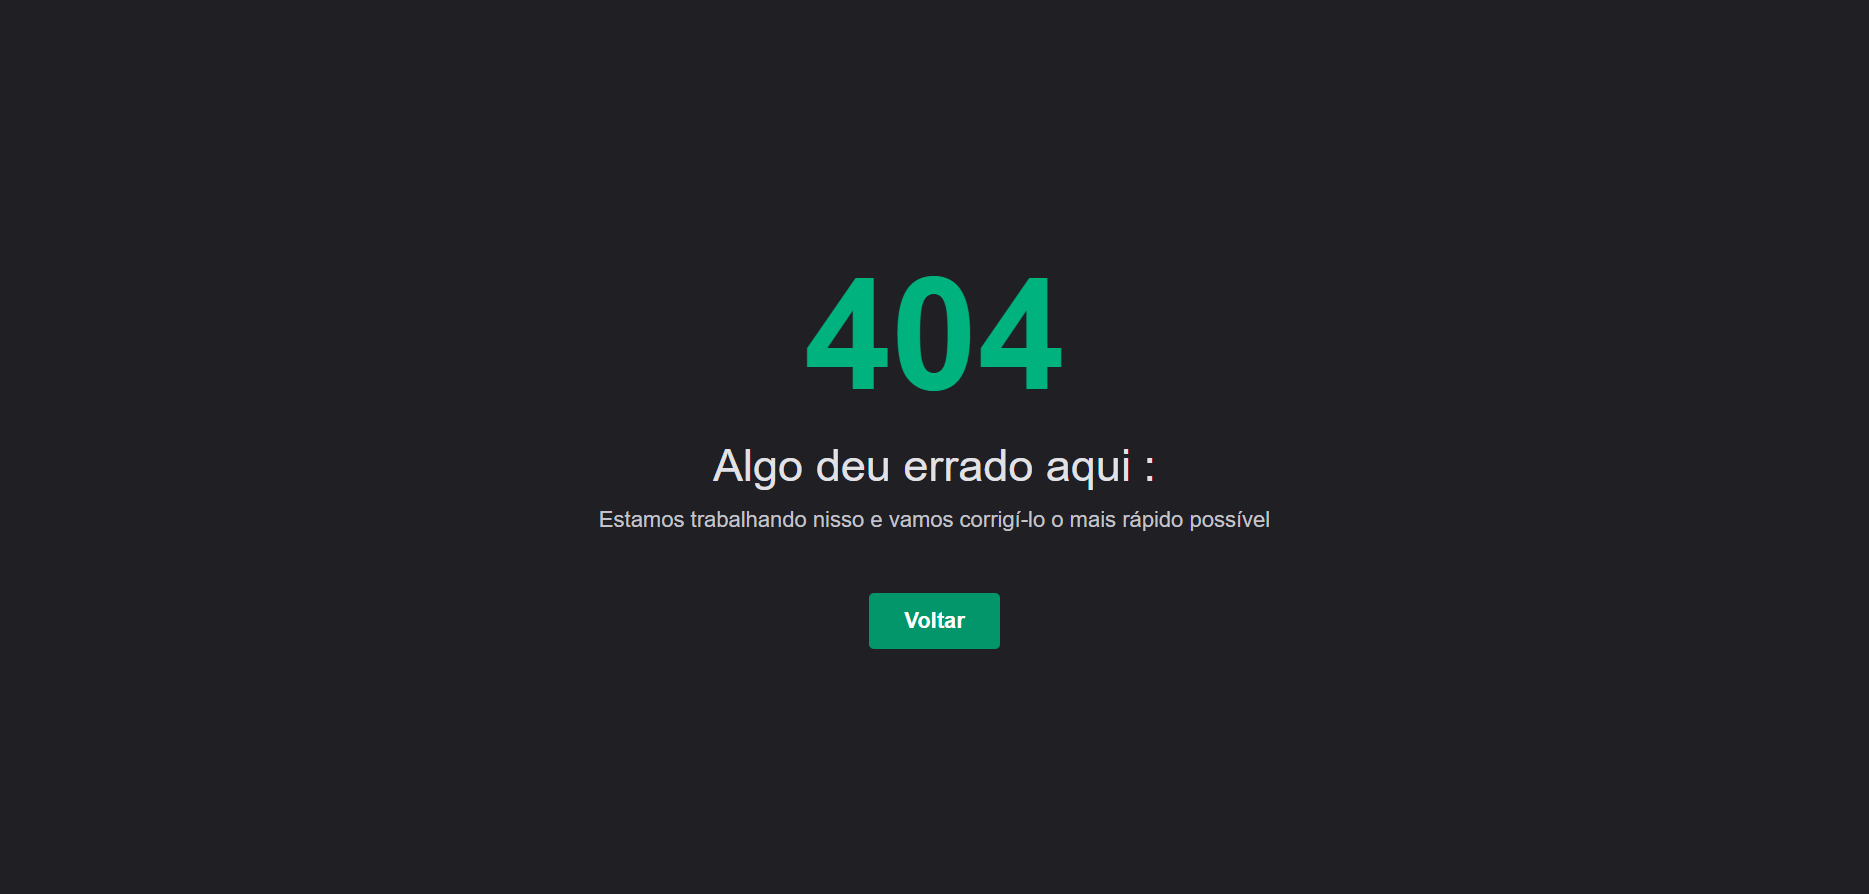 404
Algo deu errado aqui :
Estamos trabalhando nisso e vamos corrigí-lo o mais rápido possível
Voltar